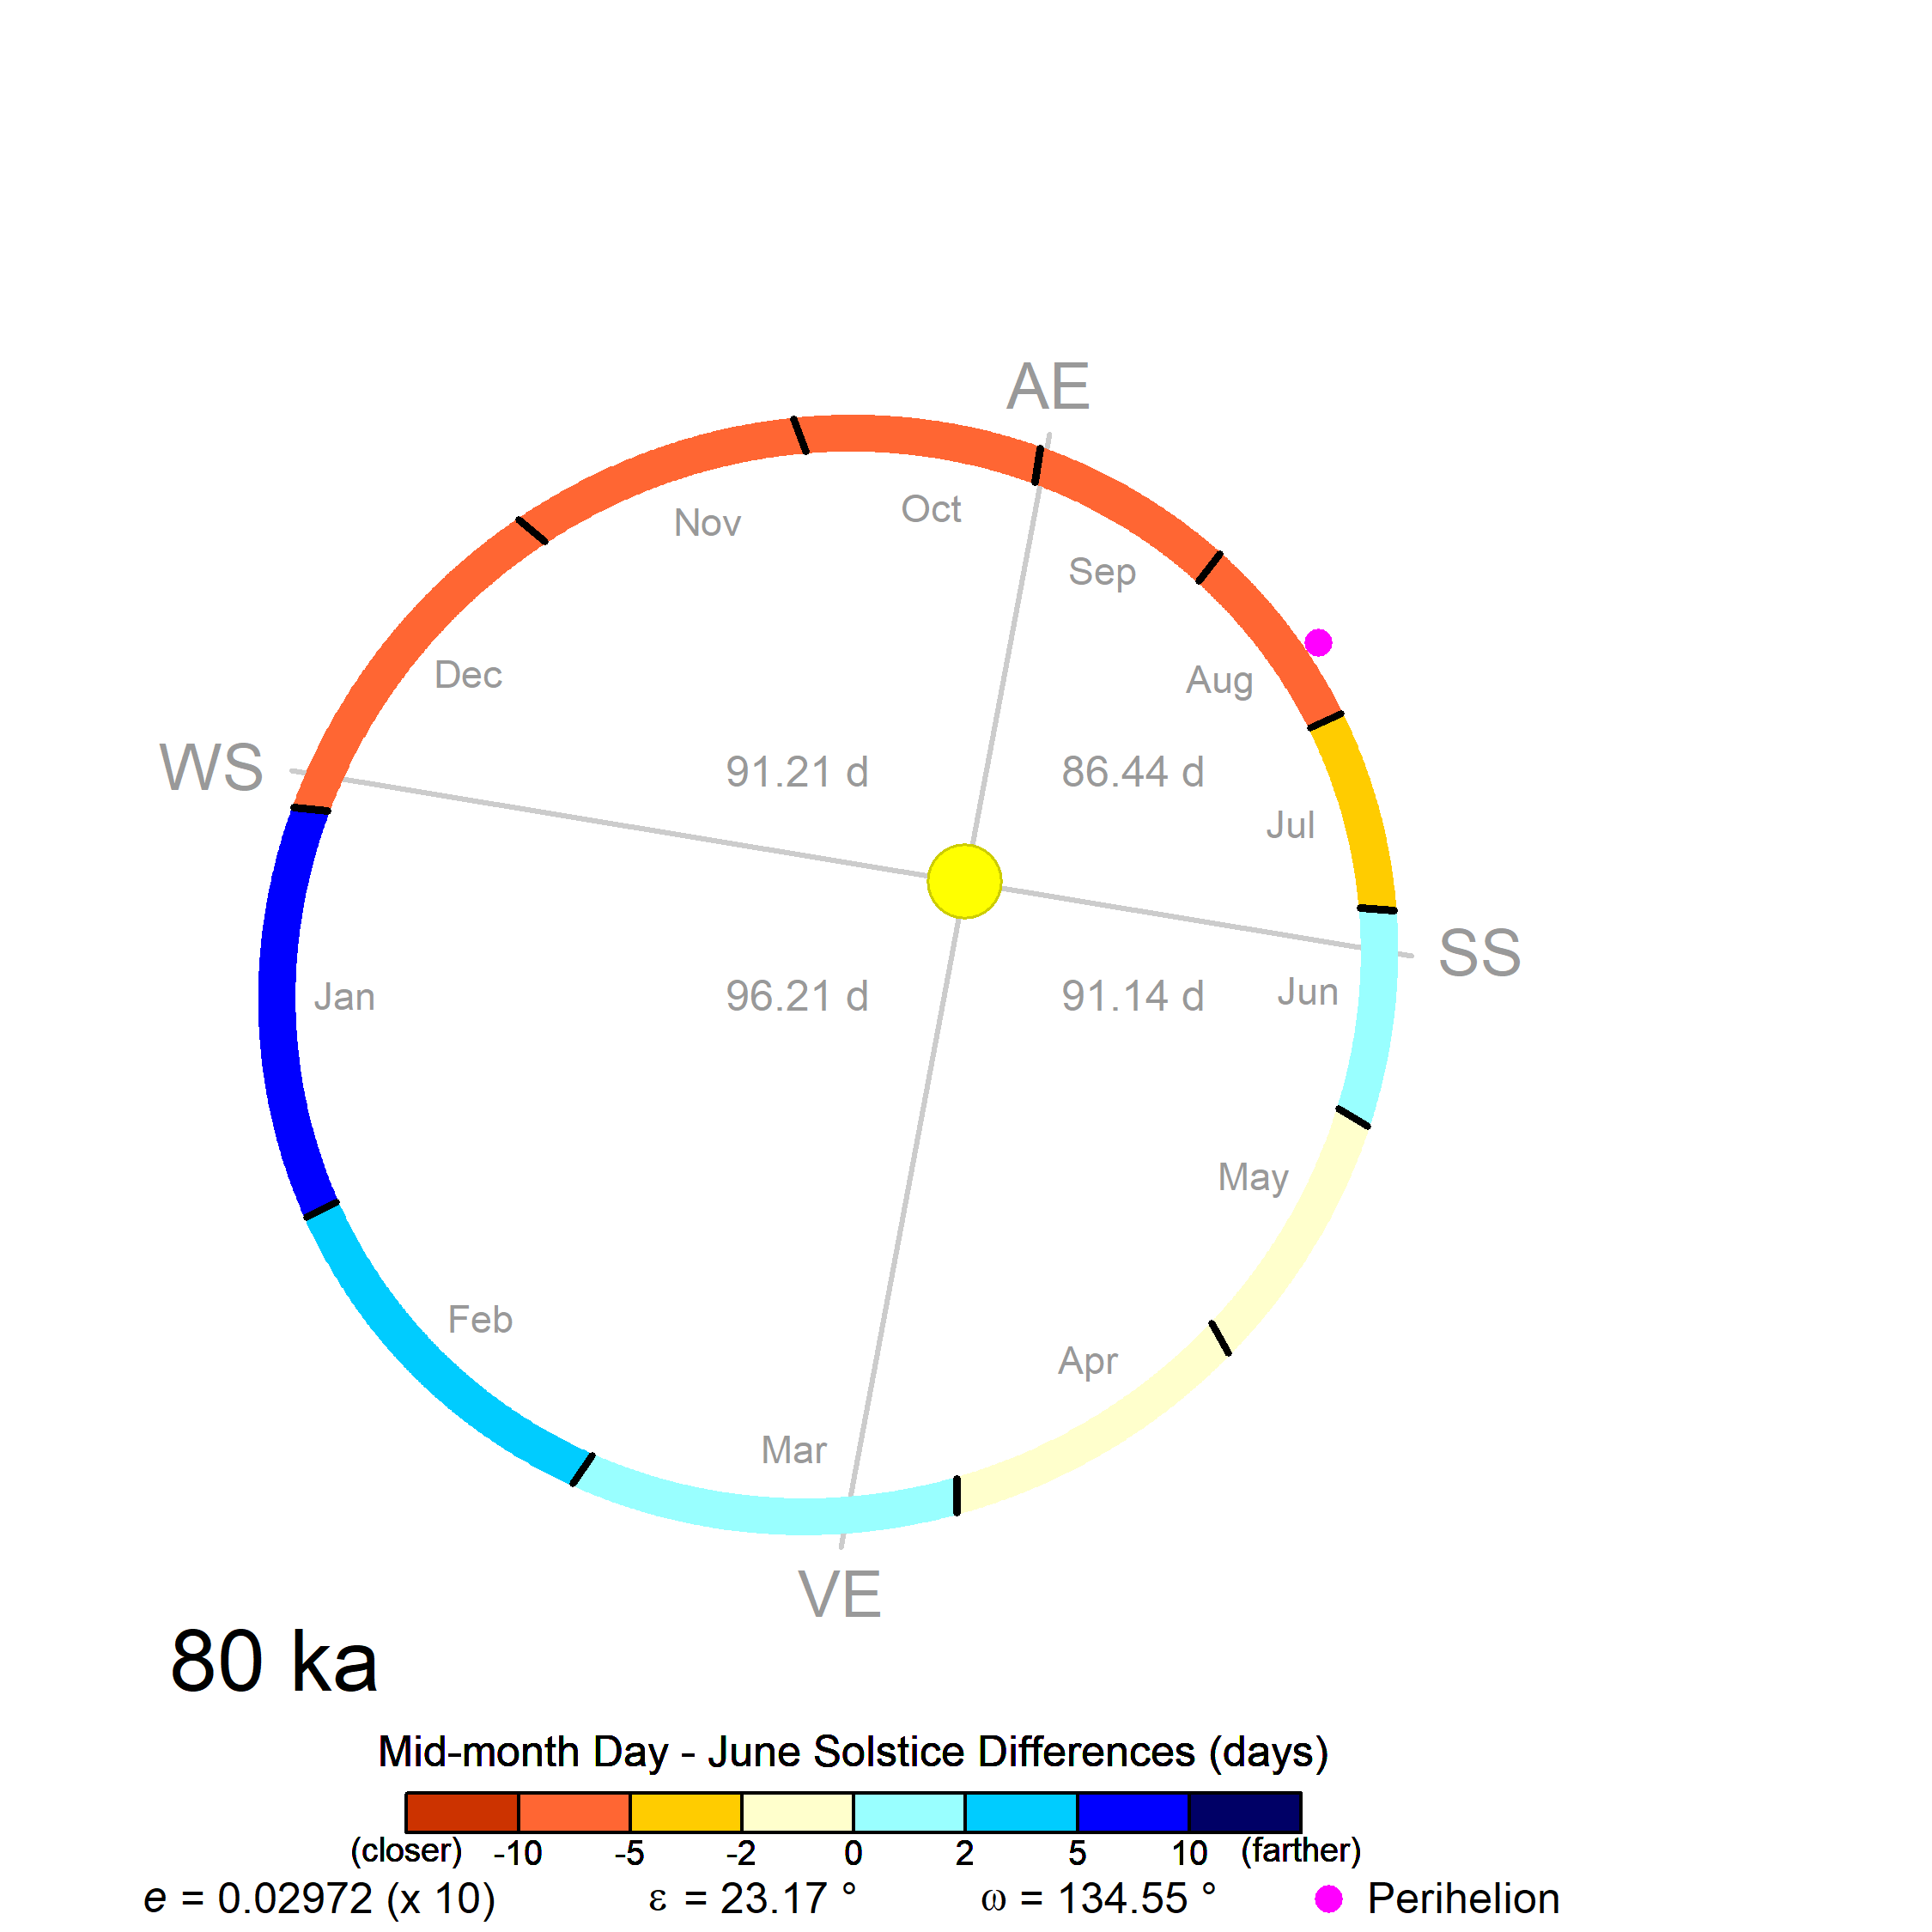 AE
Oct
Nov
Sep
Dec
Aug
WS
91.21 d
86.44 d
Jul
SS
Jan
96.21 d
91.14 d
Jun
May
Feb
Apr
Mar
VE
80 ka
Mid-month Day - June Solstice Differences (days)
(closer) -10 -5 -2 0 2 5 10 (farther)
e = 0.02972 (x 10) ε = 23.17 ° ω = 134.55 ° Perihelion